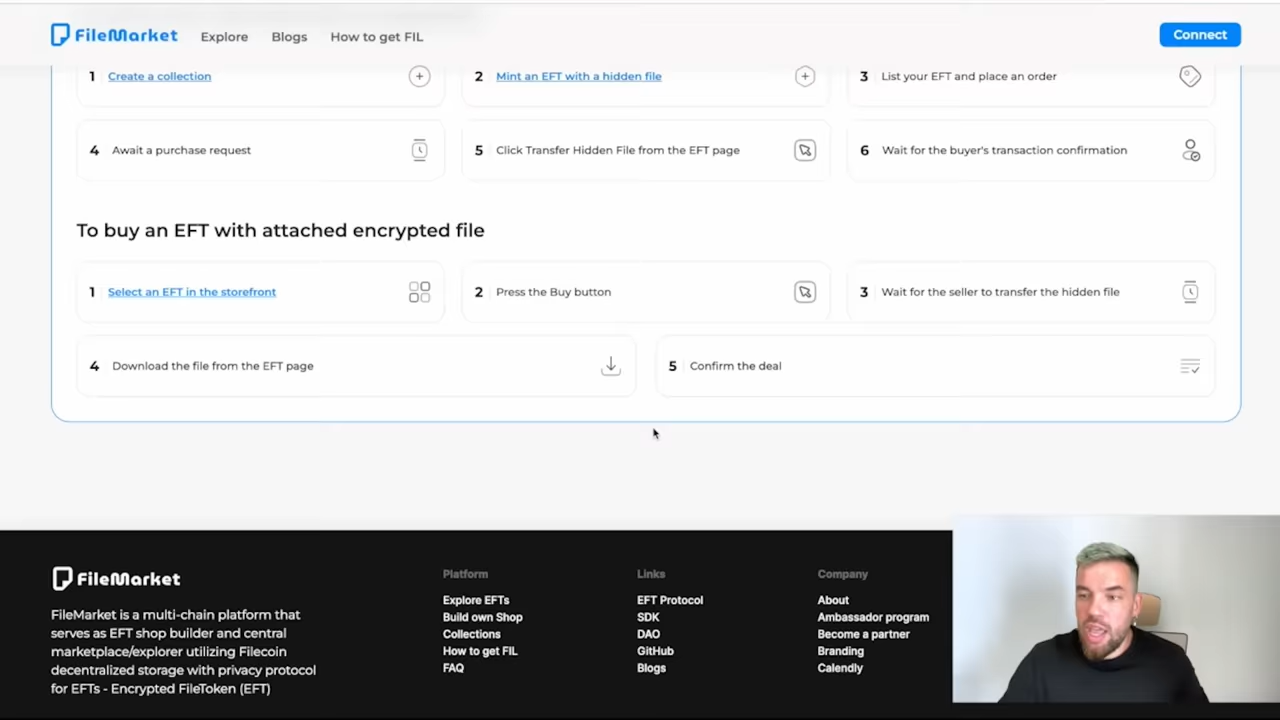 FileMarket
Explore
Blogs
How to get FIL
Connect
1 Create a collection
2 Mint an EFT with a hidden file
3 List your EFT and place an order
4 Await a purchase request
5 Click Transfer Hidden File from the EFT page
6 Wait for the buyer's transaction confirmation
To buy an EFT with attached encrypted file
1 Select an EFT in the storefront
2 Press the Buy button
3 Wait for the seller to transfer the hidden file
4 Download the file from the EFT page
5 Confirm the deal
FileMarket
FileMarket is a multi-chain platform that
serves as EFT shop builder and central
marketplace/explorer utilizing Filecoin
decentralized storage with privacy protocol
for EFTs - Encrypted FileToken (EFT)
Platform
Explore EFTs
Build own Shop
Collections
How to get FIL
FAQ
Links
EFT Protocol
SDK
DAO
GitHub
Blogs
Company
About
Ambassador program
Become a partner
Branding
Calendly